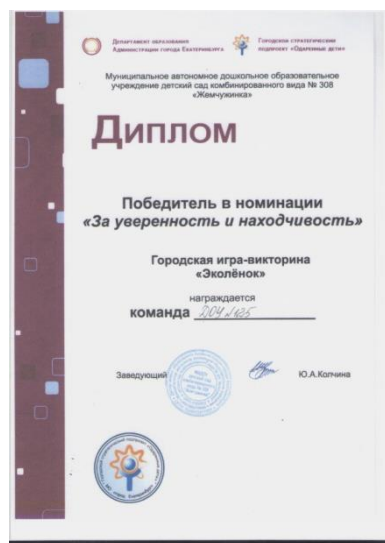 Департамент образования
Администрации города Екатеринбурга
Городской стратегический
подпроект «Одаренные дети»
Муниципальное автономное дошкольное образовательное
учреждение детский сад комбинированного вида № 308
«Жемчужинка»
Диплом
Победитель в номинации
«За уверенность и находчивость»
Городская игра-викторина
«Эколёнок»
награждается
команда ДОУ №635
Заведующий
Ю.А.Колчина